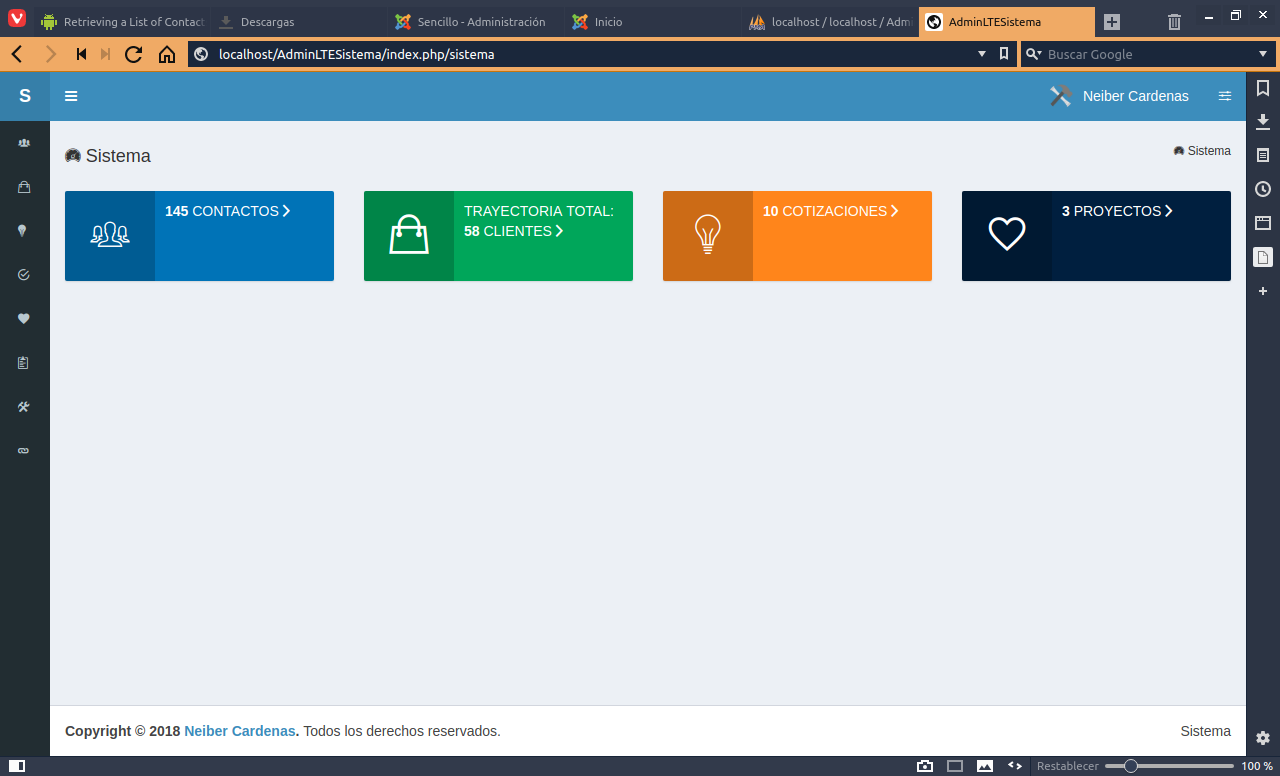 Retrieving a List of Contact
Descargas
Sencillo - Administración
Inicio
localhost / localhost / Adm
AdminLTESistema
localhost/AdminLTESistema/index.php/sistema
Buscar Google
S
Neiber Cardenas
Sistema
Sistema
145 CONTACTOS
TRAYECTORIA TOTAL:
58 CLIENTES
10 COTIZACIONES
3 PROYECTOS
Copyright © 2018 Neiber Cardenas. Todos los derechos reservados.
Sistema
Restablecer
100 %